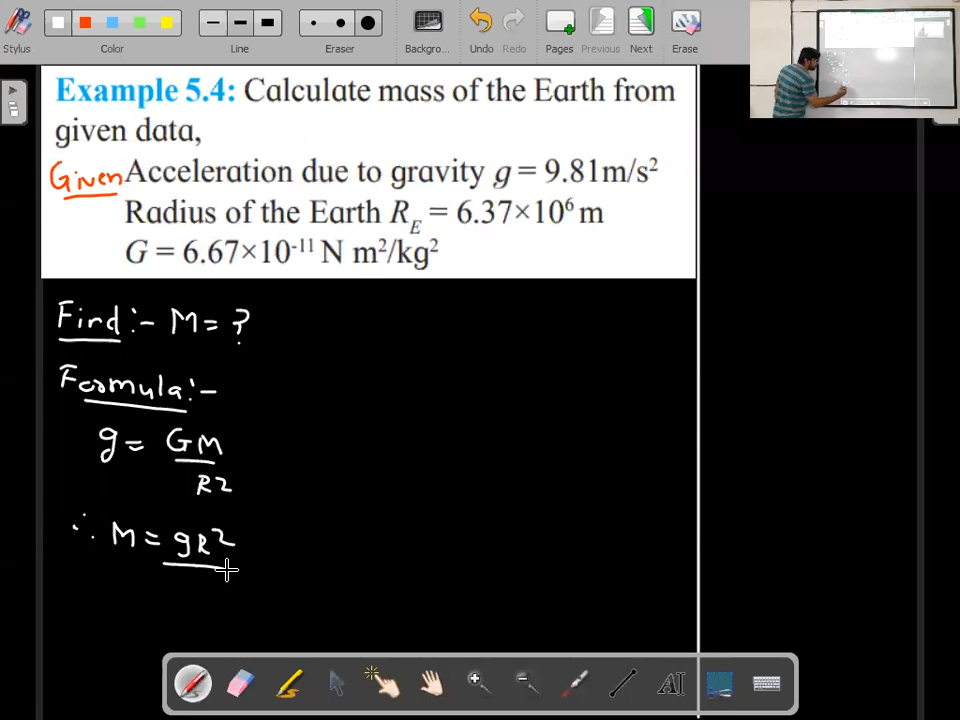 Stylus Color Line Eraser Backgro... Undo Redo Pages Previous Next Erase
Example 5.4: Calculate mass of the Earth from
given data,
Given Acceleration due to gravity g = 9.81m/s²
Radius of the Earth R_E = 6.37×10⁶ m
G = 6.67×10⁻¹¹ N m²/kg²
Find :- M = ?
Formula :-
g = GM
R2
∴ M = gR²
AI